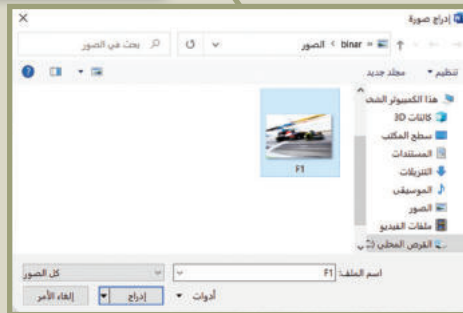 إدراج صورة
binar > الصور
بحث في الصور
تنظيم
مجلد جديد
هذا الكمبيوتر الشخ
كائنات 3D
سطح المكتب
المستندات
التنزيلات
الموسيقى
الصور
ملفات الفيديو
القرص المحلي (C
F1
اسم الملف: F1
كل الصور
أدوات
إدراج
إلغاء الأمر